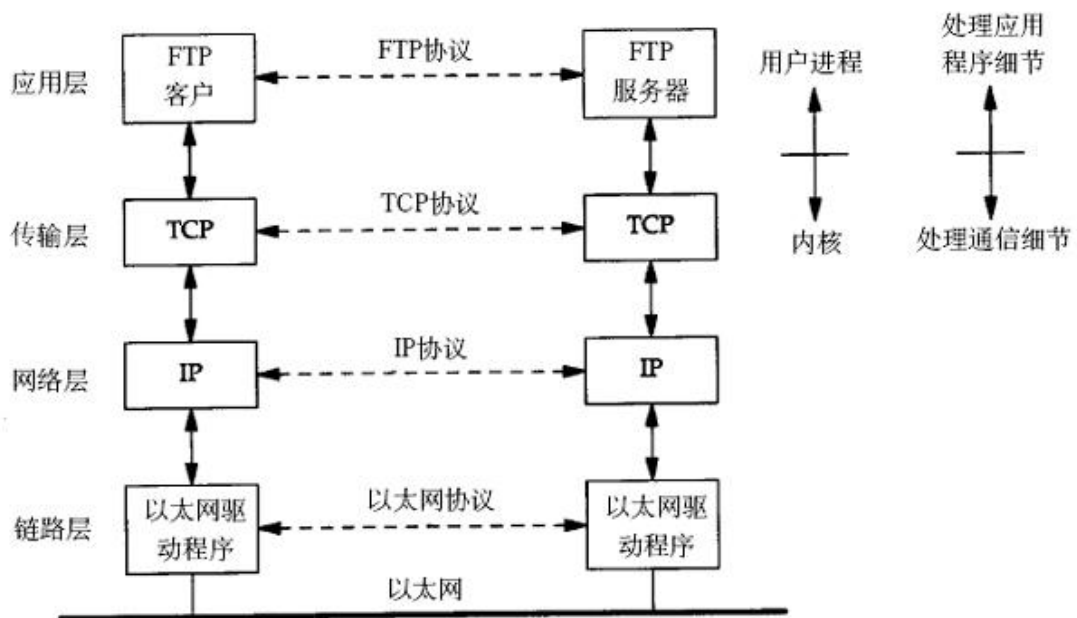 应用层
FTP
客户
FTP协议
FTP
服务器
用户进程
处理应用
程序细节
传输层
TCP
TCP协议
TCP
内核
处理通信细节
网络层
IP
IP协议
IP
链路层
以太网驱
动程序
以太网协议
以太网驱
动程序
以太网